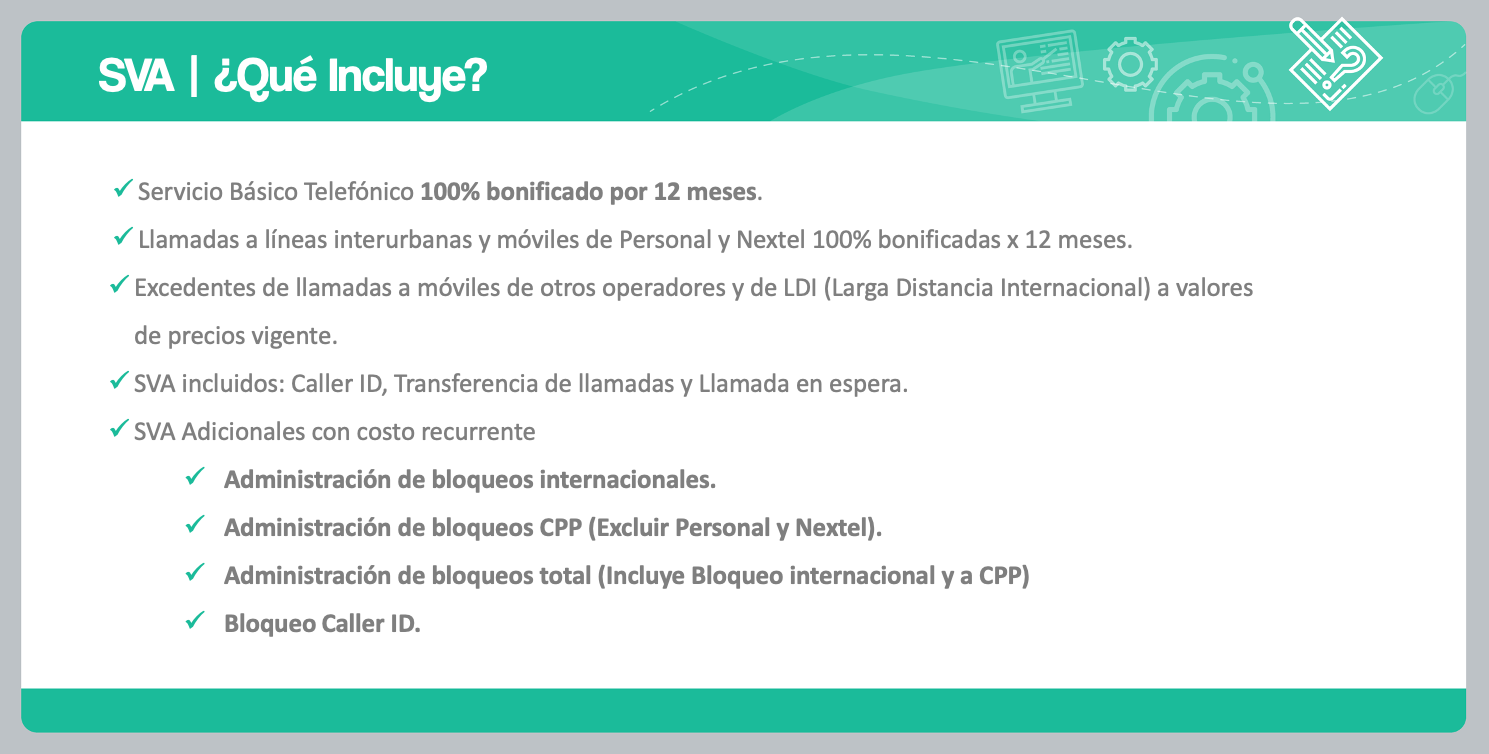 SVA | ¿Qué Incluye?
Servicio Básico Telefónico 100% bonificado por 12 meses.
Llamadas a líneas interurbanas y móviles de Personal y Nextel 100% bonificadas x 12 meses.
Excedentes de llamadas a móviles de otros operadores y de LDI (Larga Distancia Internacional) a valores
de precios vigente.
SVA incluidos: Caller ID, Transferencia de llamadas y Llamada en espera.
SVA Adicionales con costo recurrente
Administración de bloqueos internacionales.
Administración de bloqueos CPP (Excluir Personal y Nextel).
Administración de bloqueos total (Incluye Bloqueo internacional y a CPP)
Bloqueo Caller ID.